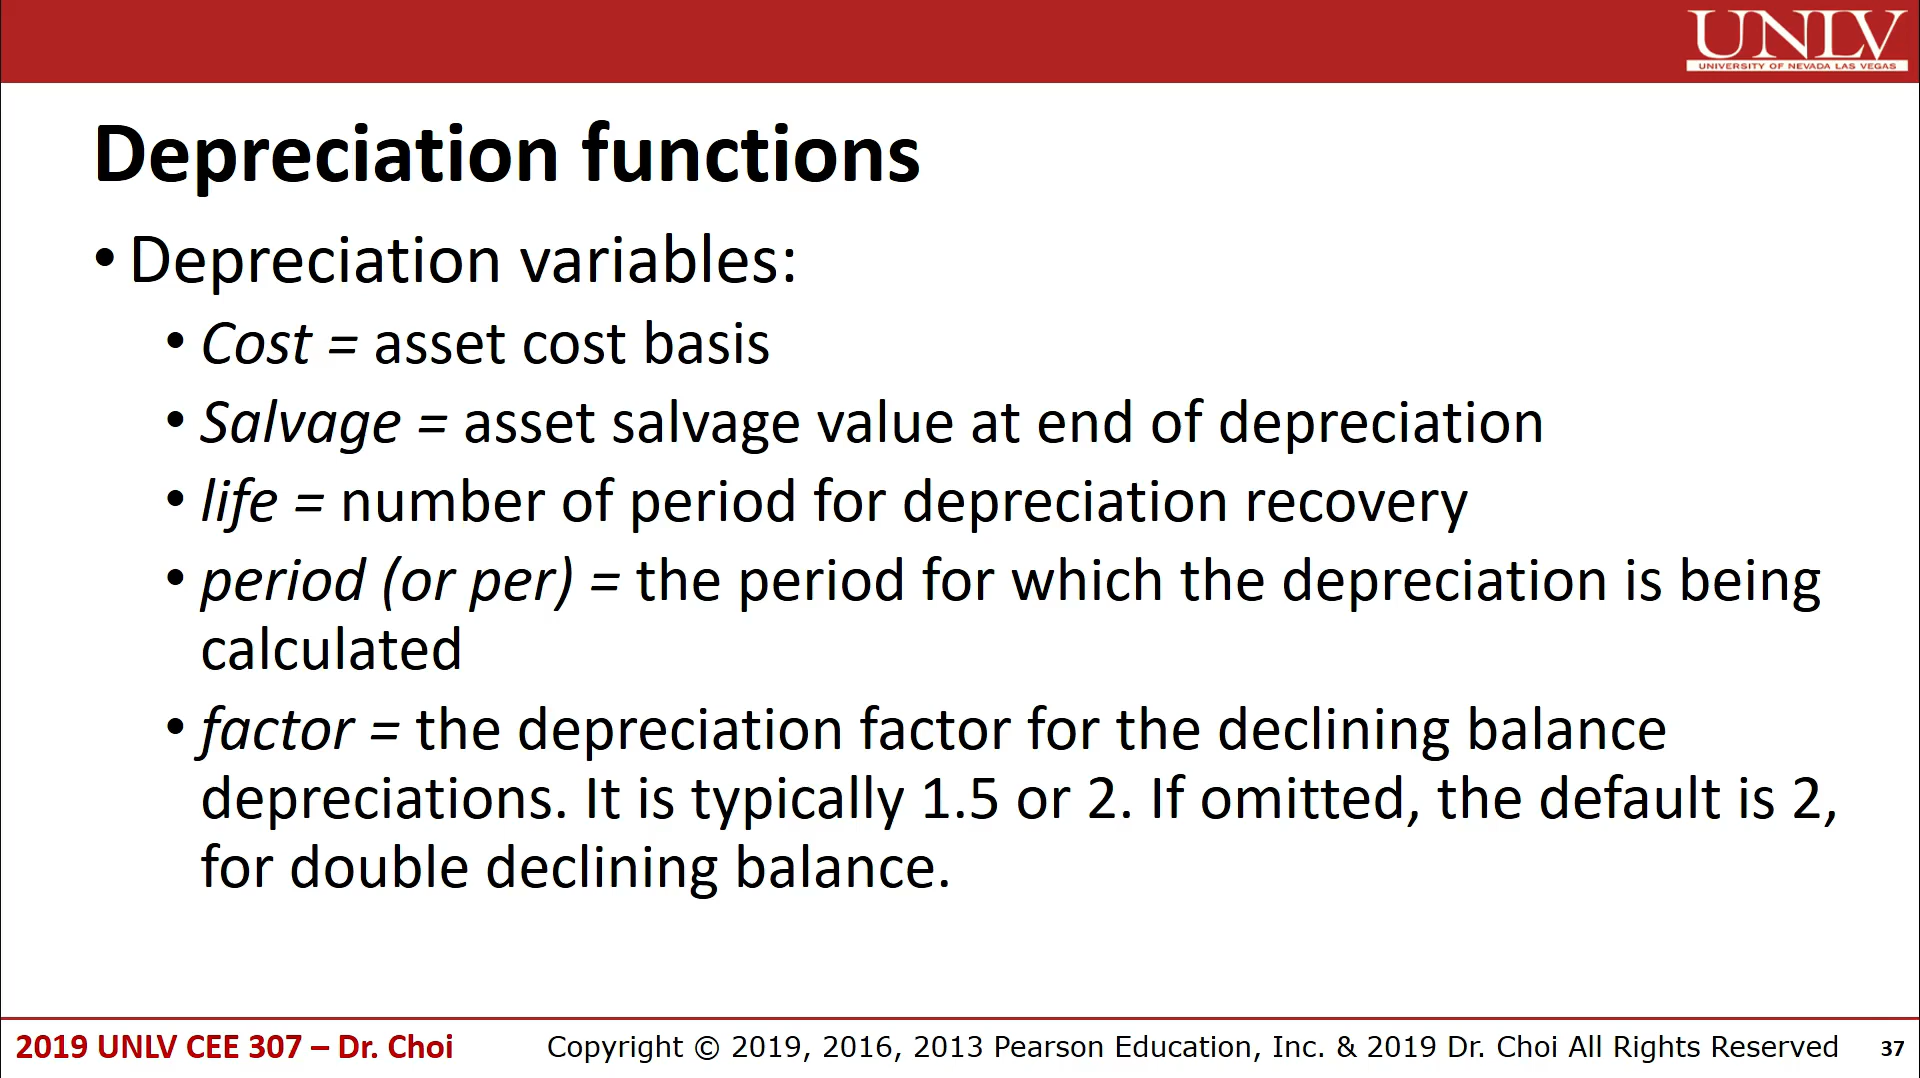 UNLV
UNIVERSITY OF NEVADA LAS VEGAS
Depreciation functions
• Depreciation variables:
• Cost = asset cost basis
• Salvage = asset salvage value at end of depreciation
• life = number of period for depreciation recovery
• period (or per) = the period for which the depreciation is being
calculated
• factor = the depreciation factor for the declining balance
depreciations. It is typically 1.5 or 2. If omitted, the default is 2,
for double declining balance.
2019 UNLV CEE 307 – Dr. Choi Copyright © 2019, 2016, 2013 Pearson Education, Inc. & 2019 Dr. Choi All Rights Reserved 37